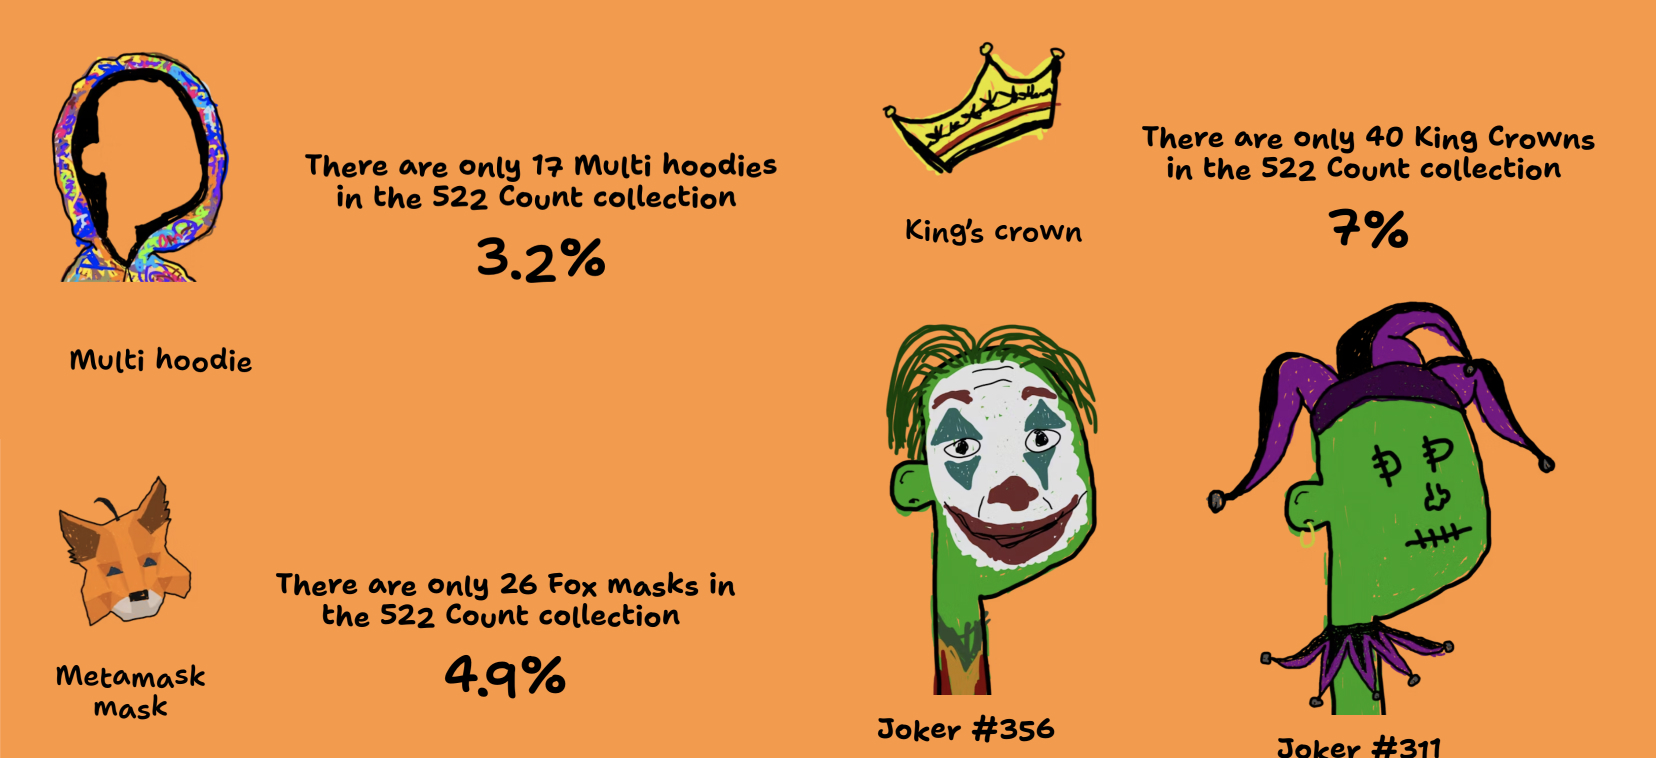 There are only 17 Multi hoodies
in the 522 Count collection
3.2%
Multi hoodie
There are only 40 King Crowns
in the 522 Count collection
7%
King's crown
There are only 26 Fox masks in
the 522 Count collection
4.9%
Metamask
mask
Joker #356
Joker #311